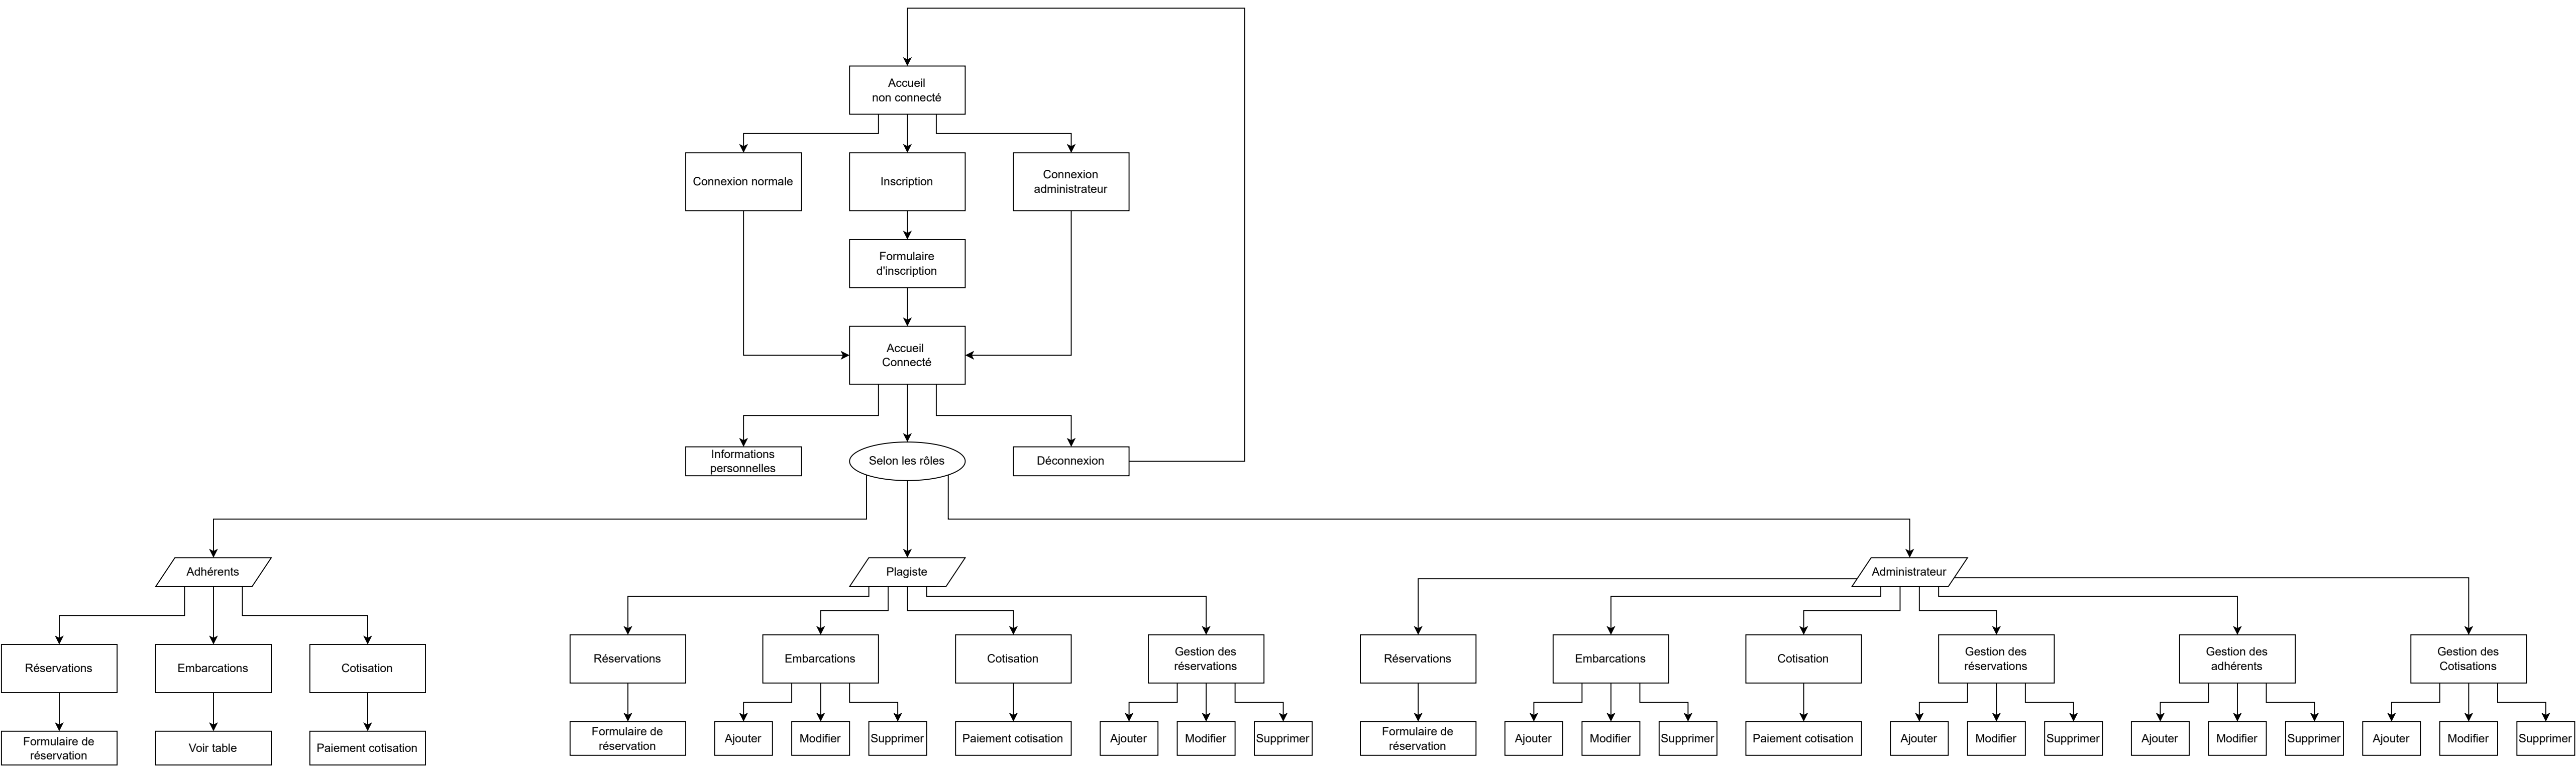 Accueil
non connecté
Connexion normale
Inscription
Connexion
administrateur
Formulaire
d'inscription
Accueil
Connecté
Informations
personnelles
Selon les rôles
Déconnexion
Adhérents
Plagiste
Administrateur
Réservations
Embarcations
Cotisation
Réservations
Embarcations
Cotisation
Gestion des
réservations
Réservations
Embarcations
Cotisation
Gestion des
réservations
Gestion des
adhérents
Gestion des
Cotisations
Formulaire de
réservation
Voir table
Paiement cotisation
Formulaire de
réservation
Ajouter
Modifier
Supprimer
Paiement cotisation
Ajouter
Modifier
Supprimer
Formulaire de
réservation
Ajouter
Modifier
Supprimer
Paiement cotisation
Ajouter
Modifier
Supprimer
Ajouter
Modifier
Supprimer
Ajouter
Modifier
Supprimer